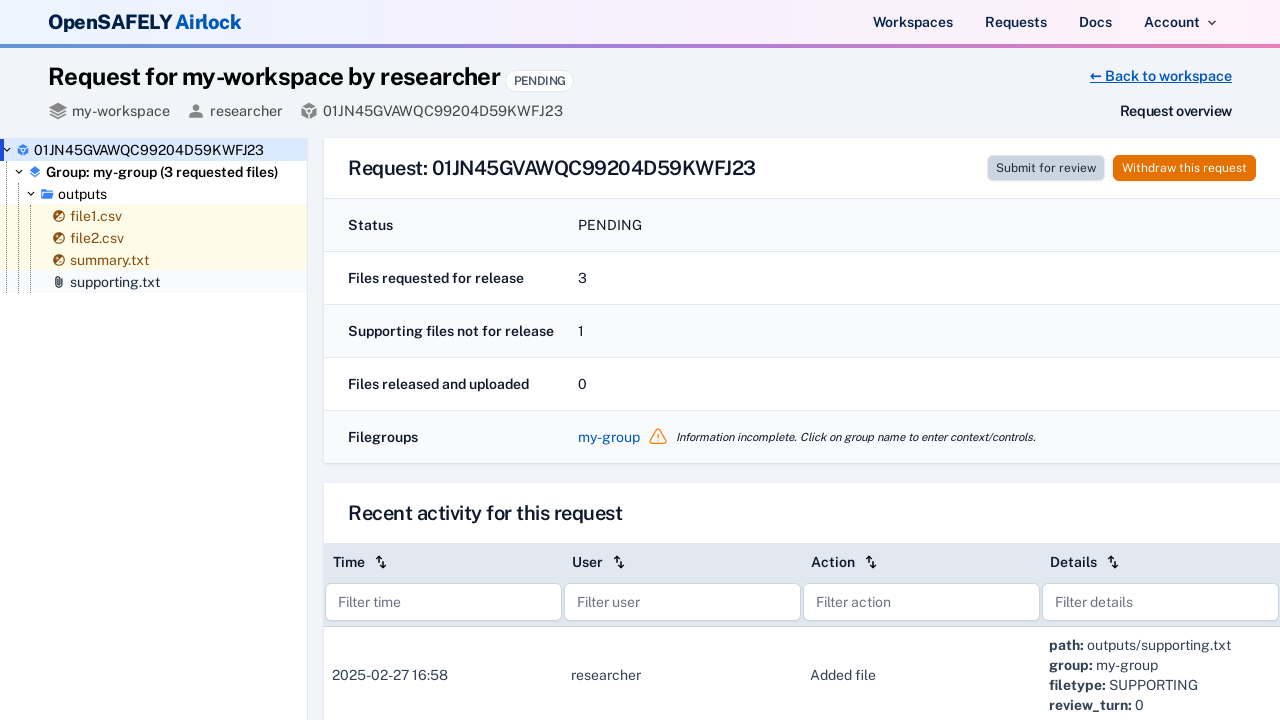 OpenSAFELY Airlock
Workspaces Requests Docs Account
Request for my-workspace by researcher PENDING
← Back to workspace
my-workspace researcher 01JN45GVAWQC99204D59KWFJ23
Request overview
01JN45GVAWQC99204D59KWFJ23
Group: my-group (3 requested files)
outputs
file1.csv
file2.csv
summary.txt
supporting.txt
Request: 01JN45GVAWQC99204D59KWFJ23
Submit for review Withdraw this request
Status PENDING
Files requested for release 3
Supporting files not for release 1
Files released and uploaded 0
Filegroups my-group Information incomplete. Click on group name to enter context/controls.
Recent activity for this request
Time User Action Details
Filter time Filter user Filter action Filter details
2025-02-27 16:58 researcher Added file
path: outputs/supporting.txt
group: my-group
filetype: SUPPORTING
review_turn: 0